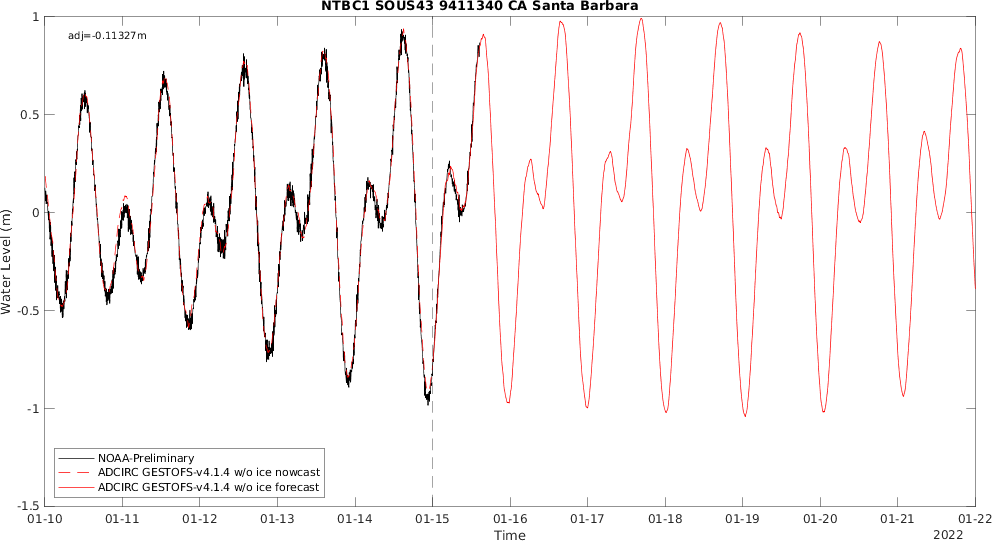 NTBC1 SOUS43 9411340 CA Santa Barbara
adj=-0.11327m
1
0.5
0
-0.5
-1
-1.5
Water Level (m)
NOAA-Preliminary
ADCIRC GESTOFS-v4.1.4 w/o ice nowcast
ADCIRC GESTOFS-v4.1.4 w/o ice forecast
01-10 01-11 01-12 01-13 01-14 01-15 01-16 01-17 01-18 01-19 01-20 01-21 01-22
Time
2022